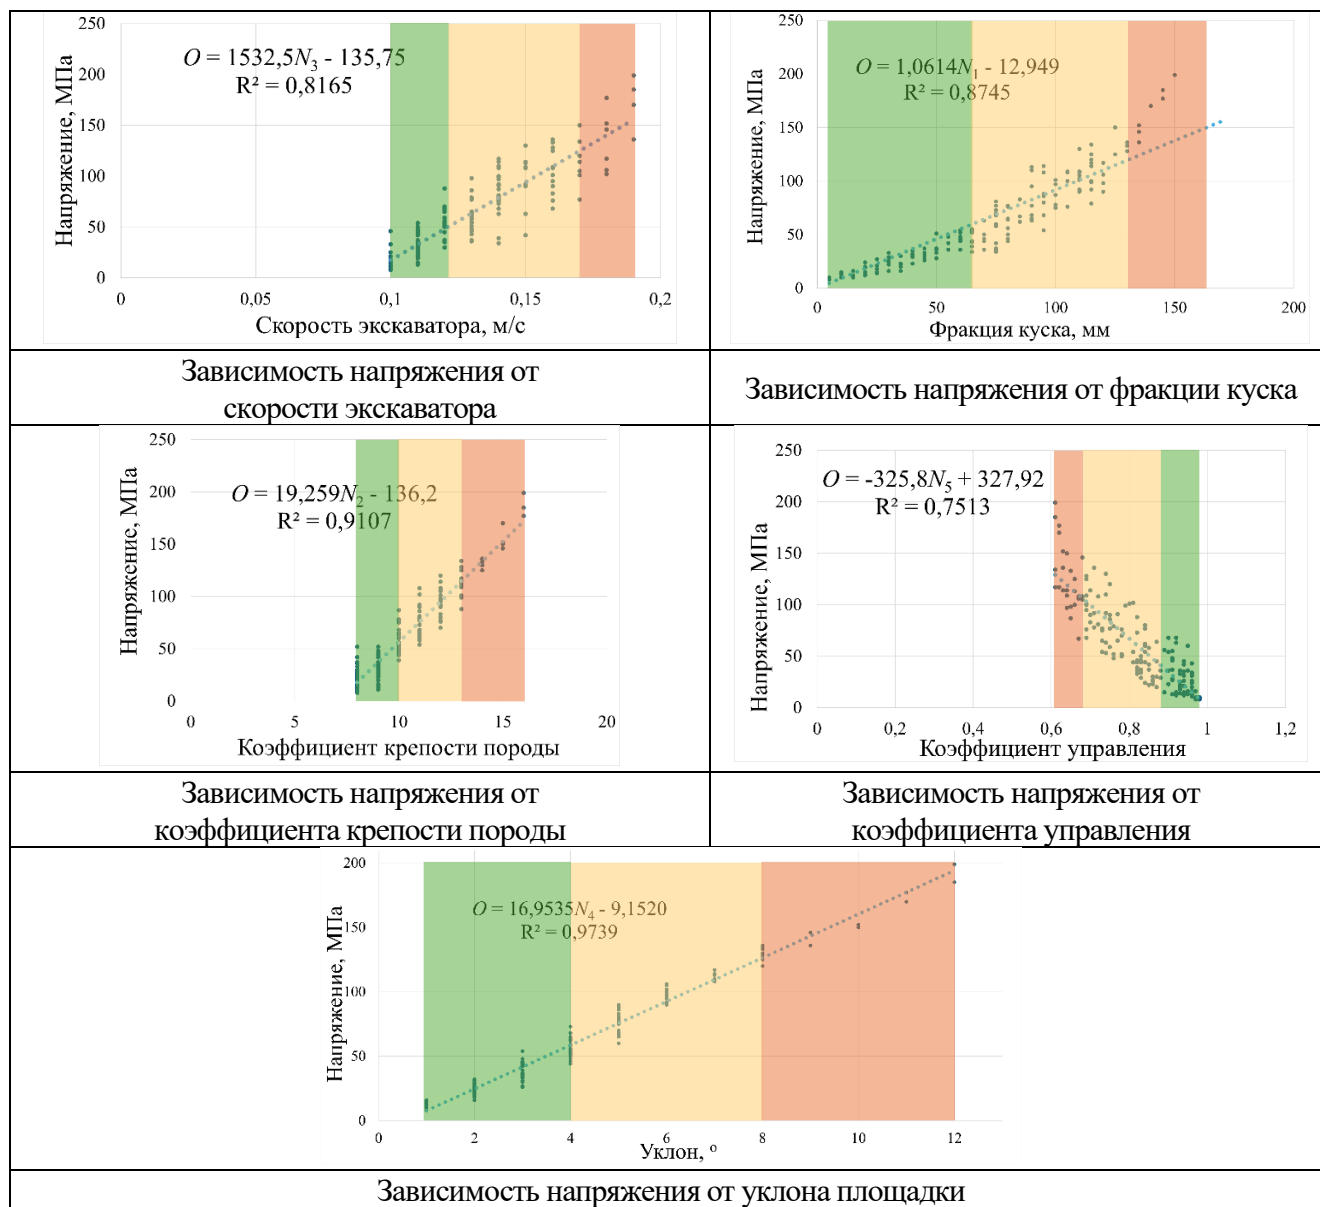 250
200
150
100
50
0
Напряжение, МПа
O = 1532,5N₃ - 135,75
R² = 0,8165
0 0,05 0,1 0,15 0,2
Скорость экскаватора, м/с
250
200
150
100
50
0
Напряжение, МПа
O = 1,0614N₁ - 12,949
R² = 0,8745
0 50 100 150 200
Фракция куска, мм
Зависимость напряжения от
скорости экскаватора
Зависимость напряжения от фракции куска
250
200
150
100
50
0
Напряжение, МПа
O = 19,259N₂ - 136,2
R² = 0,9107
0 5 10 15 20
Коэффициент крепости породы
250
200
150
100
50
0
Напряжение, МПа
O = -325,8N₅ + 327,92
R² = 0,7513
0 0,2 0,4 0,6 0,8 1 1,2
Коэффициент управления
Зависимость напряжения от
коэффициента крепости породы
Зависимость напряжения от
коэффициента управления
200
150
100
50
0
Напряжение, МПа
O = 16,9535N₄ - 9,1520
R² = 0,9739
0 2 4 6 8 10 12
Уклон, °
Зависимость напряжения от уклона площадки